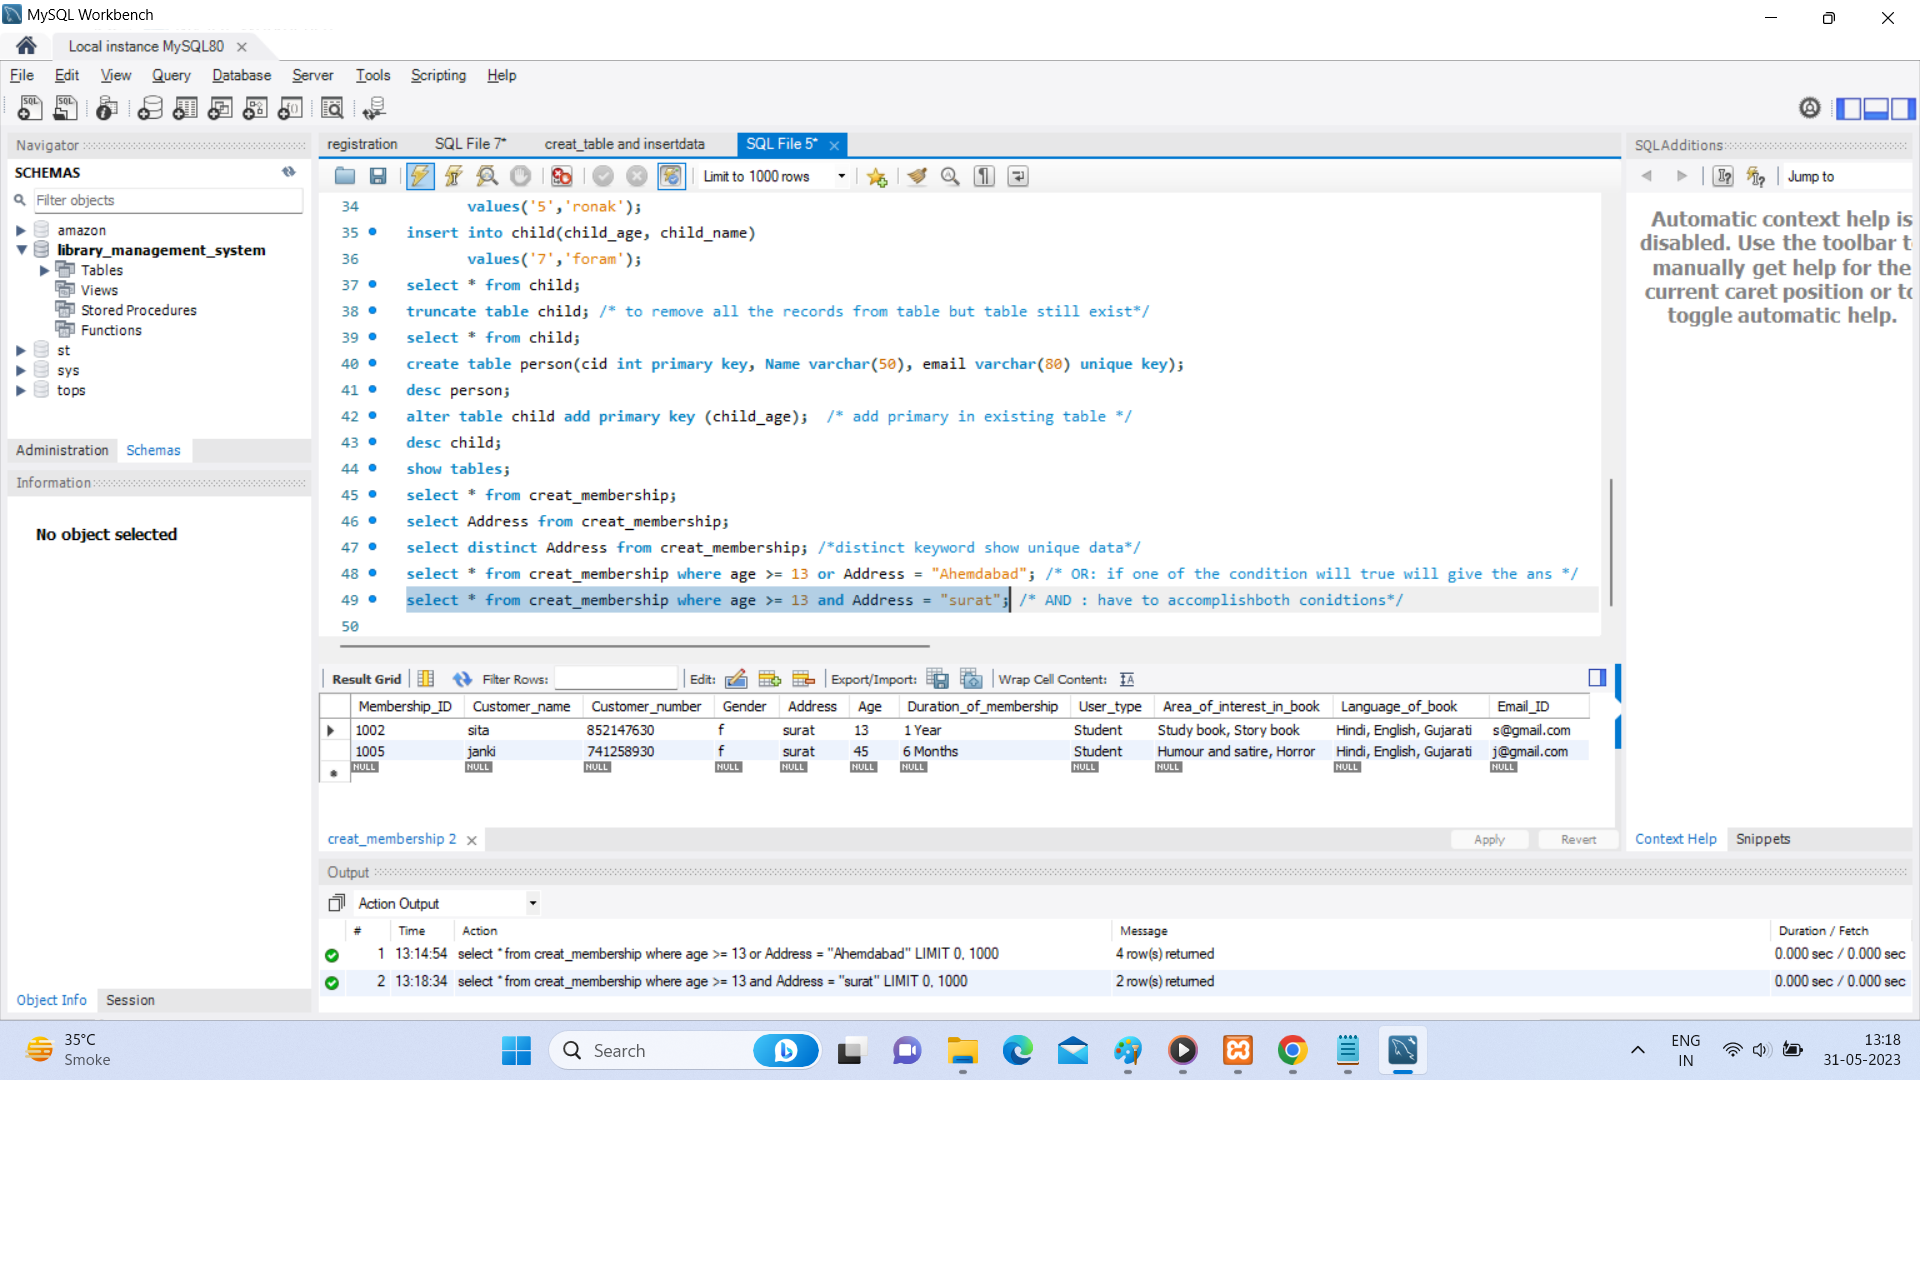 MySQL Workbench
Local instance MySQL80
File Edit View Query Database Server Tools Scripting Help
Navigator
SCHEMAS
Filter objects
amazon
library_management_system
Tables
Views
Stored Procedures
Functions
st
sys
tops
Administration Schemas
Information
No object selected
Object Info Session
registration SQL File 7* creat_table and insertdata SQL File 5*
Limit to 1000 rows
34 values('5','ronak');
35 insert into child(child_age, child_name)
36 values('7','foram');
37 select * from child;
38 truncate table child; /* to remove all the records from table but table still exist*/
39 select * from child;
40 create table person(cid int primary key, Name varchar(50), email varchar(80) unique key);
41 desc person;
42 alter table child add primary key (child_age); /* add primary in existing table */
43 desc child;
44 show tables;
45 select * from creat_membership;
46 select Address from creat_membership;
47 select distinct Address from creat_membership; /*distinct keyword show unique data*/
48 select * from creat_membership where age >= 13 or Address = "Ahemdabad"; /* OR: if one of the condition will true will give the ans */
49 select * from creat_membership where age >= 13 and Address = "surat"; /* AND : have to accomplishboth conidtions*/
50
Result Grid Filter Rows: Edit: Export/Import: Wrap Cell Content:
Membership_ID Customer_name Customer_number Gender Address Age Duration_of_membership User_type Area_of_interest_in_book Language_of_book Email_ID
1002 sita 852147630 f surat 13 1 Year Student Study book, Story book Hindi, English, Gujarati s@gmail.com
1005 janki 741258930 f surat 45 6 Months Student Humour and satire, Horror Hindi, English, Gujarati j@gmail.com
NULL NULL NULL NULL NULL NULL NULL NULL NULL NULL NULL
creat_membership 2 Apply Revert
Output
Action Output
# Time Action Message Duration / Fetch
1 13:14:54 select * from creat_membership where age >= 13 or Address = "Ahemdabad" LIMIT 0, 1000 4 row(s) returned 0.000 sec / 0.000 sec
2 13:18:34 select * from creat_membership where age >= 13 and Address = "surat" LIMIT 0, 1000 2 row(s) returned 0.000 sec / 0.000 sec
SQLAdditions
Jump to
Automatic context help is
disabled. Use the toolbar t
manually get help for the
current caret position or to
toggle automatic help.
Context Help Snippets
35°C
Smoke
Search
ENG
IN
13:18
31-05-2023